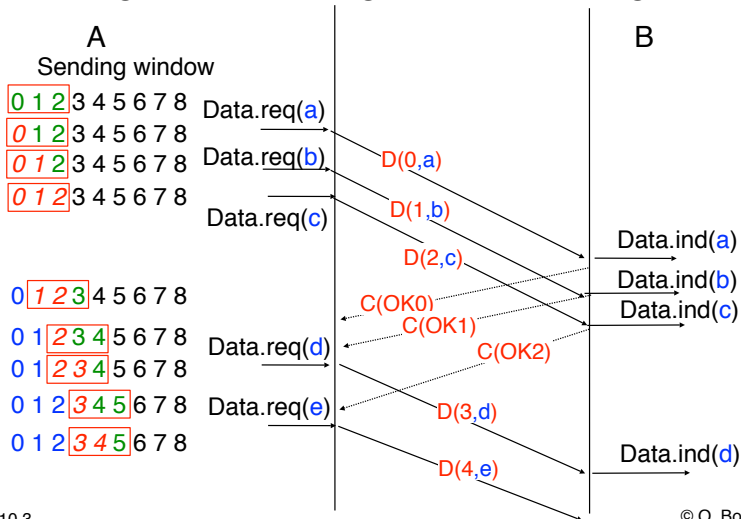 A
B
Sending window
0 1 2 3 4 5 6 7 8
Data.req(a)
0 1 2 3 4 5 6 7 8
0 1 2 3 4 5 6 7 8
Data.req(b)
D(0,a)
0 1 2 3 4 5 6 7 8
Data.req(c)
D(1,b)
D(2,c)
Data.ind(a)
Data.ind(b)
0 1 2 3 4 5 6 7 8
C(OK0)
Data.ind(c)
C(OK1)
0 1 2 3 4 5 6 7 8
Data.req(d)
C(OK2)
0 1 2 3 4 5 6 7 8
0 1 2 3 4 5 6 7 8
Data.req(e)
D(3,d)
0 1 2 3 4 5 6 7 8
D(4,e)
Data.ind(d)